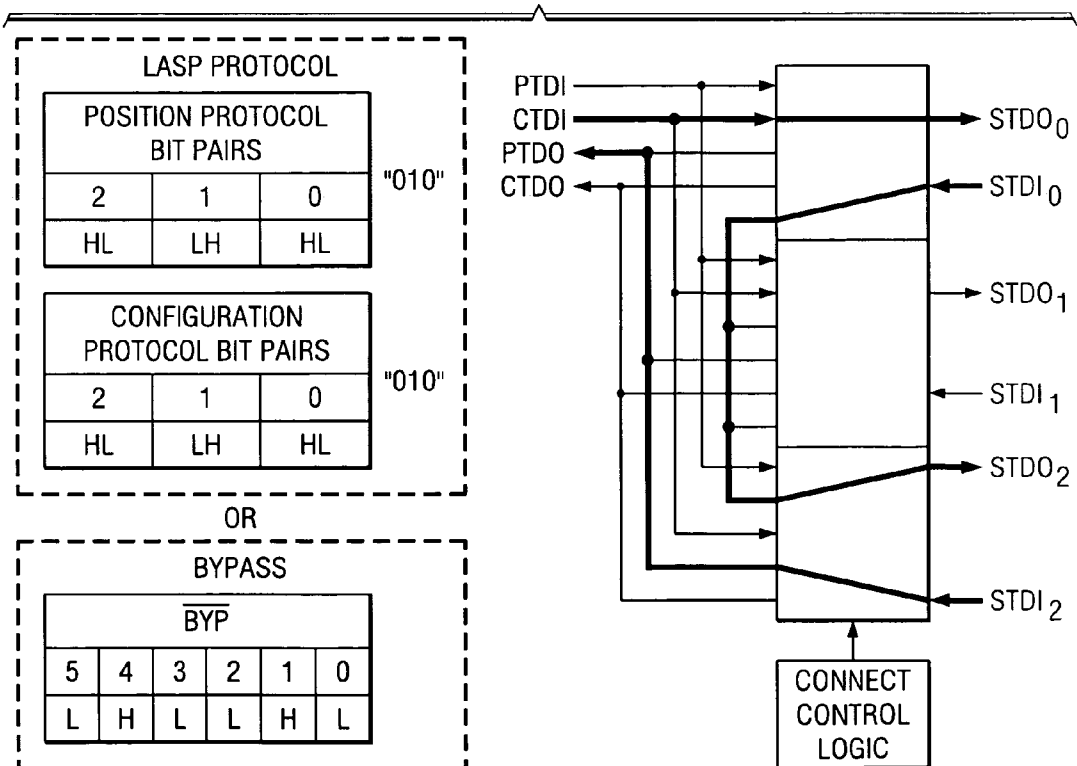 LASP PROTOCOL
POSITION PROTOCOL
BIT PAIRS
2 1 0
HL LH HL
"010"
CONFIGURATION
PROTOCOL BIT PAIRS
2 1 0
HL LH HL
"010"
OR
BYPASS
BYP
5 4 3 2 1 0
L H L L H L
PTDI
CTDI
PTDO
CTDO
STDO0
STDI0
STDO1
STDI1
STDO2
STDI2
CONNECT
CONTROL
LOGIC